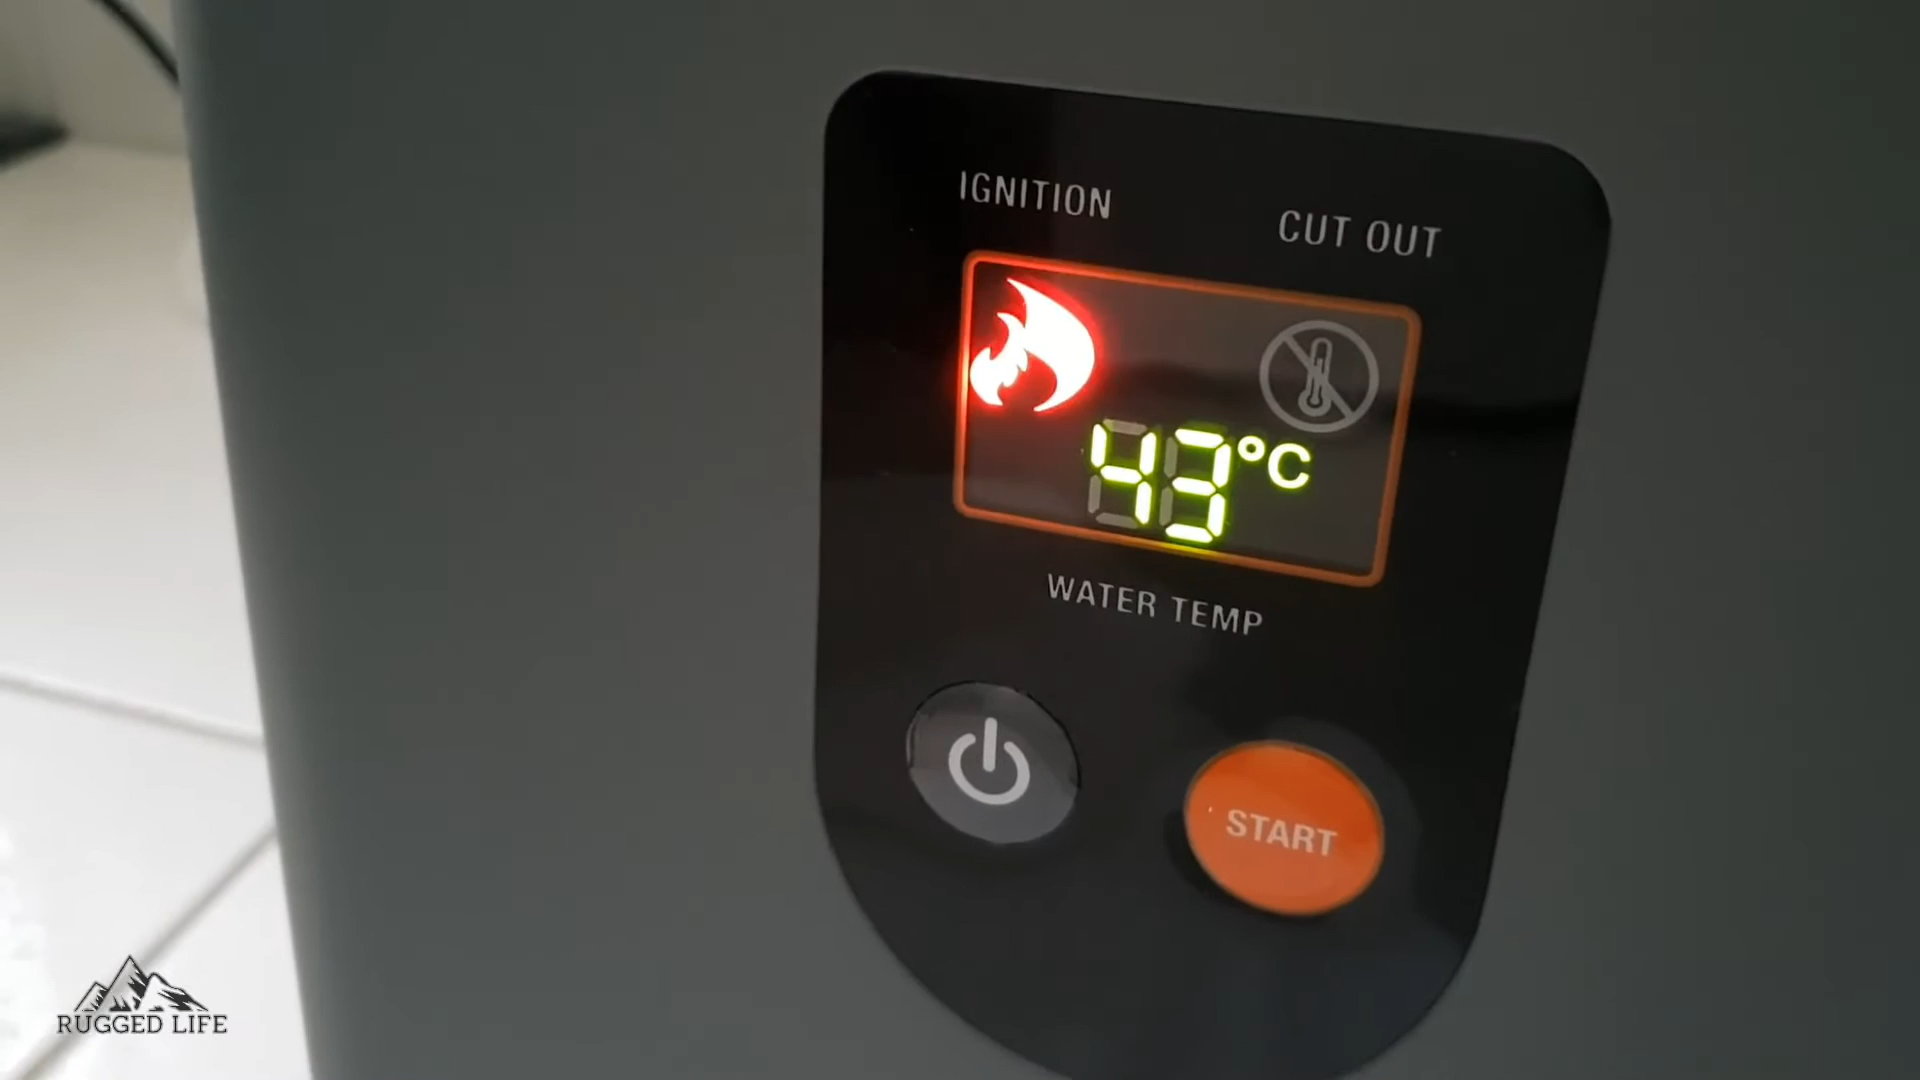 IGNITION
CUT OUT
43°C
WATER TEMP
START
RUGGED LIFE